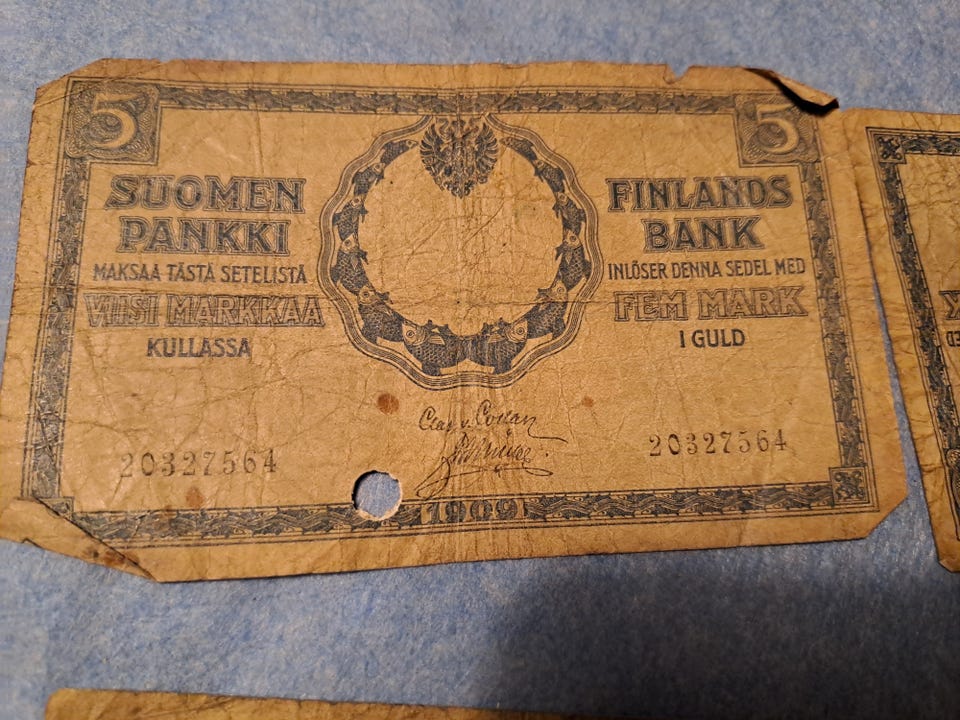 5 5
SUOMEN
PANKKI
MAKSAA TÄSTÄ SETELISTÄ
VIISI MARKKAA
KULLASSA
FINLANDS
BANK
INLÖSER DENNA SEDEL MED
FEM MARK
I GULD
20327564
20327564
1909